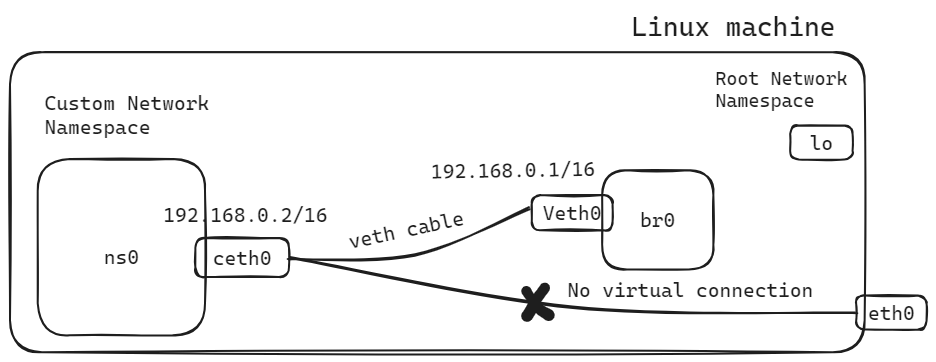 Linux machine
Root Network
Namespace
lo
Custom Network
Namespace
192.168.0.1/16
Veth0
br0
192.168.0.2/16
veth cable
ns0
ceth0
No virtual connection
eth0